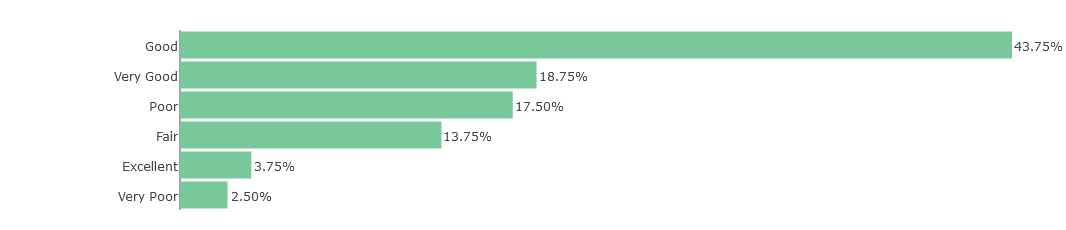 Good 43.75%
Very Good 18.75%
Poor 17.50%
Fair 13.75%
Excellent 3.75%
Very Poor 2.50%